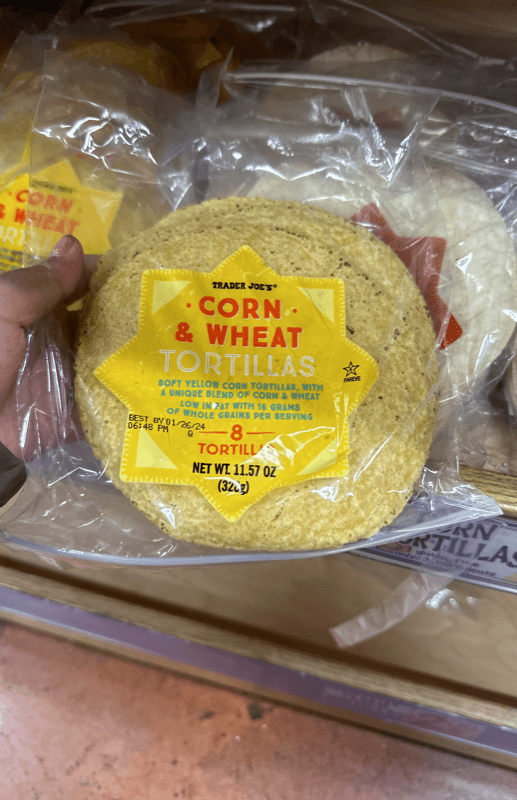 TRADER JOE'S®
· CORN ·
& WHEAT
TORTILLAS
SOFT YELLOW CORN TORTILLAS, WITH
A UNIQUE BLEND OF CORN & WHEAT
LOW IN FAT WITH 16 GRAMS
OF WHOLE GRAINS PER SERVING
PAREVE
BEST BY 01/26/24
06:48 PM
8
NET WT. 11.57 OZ
(328g)
CORN
& WHEAT